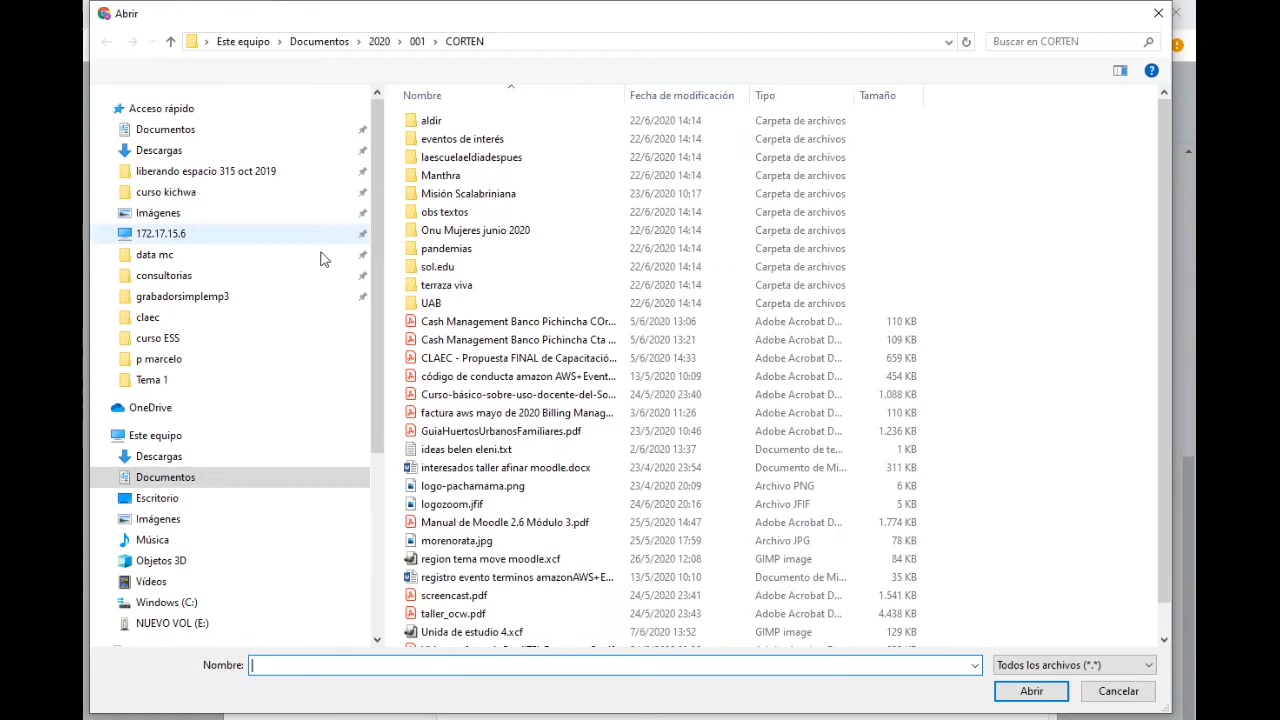 Abrir
Este equipo > Documentos > 2020 > 001 > CORTEN
Buscar en CORTEN
Acceso rápido
Documentos
Descargas
liberando espacio 315 oct 2019
curso kichwa
Imágenes
172.17.15.6
data mc
consultorias
grabadorsimplemp3
claec
curso ESS
p marcelo
Tema 1
OneDrive
Este equipo
Descargas
Documentos
Escritorio
Imágenes
Música
Objetos 3D
Vídeos
Windows (C:)
NUEVO VOL (E:)
Nombre Fecha de modificación Tipo Tamaño
aldir 22/6/2020 14:14 Carpeta de archivos
eventos de interés 22/6/2020 14:14 Carpeta de archivos
laescuelaeldiadespues 22/6/2020 14:14 Carpeta de archivos
Manthra 22/6/2020 14:14 Carpeta de archivos
Misión Scalabriniana 23/6/2020 10:17 Carpeta de archivos
obs textos 22/6/2020 14:14 Carpeta de archivos
Onu Mujeres junio 2020 22/6/2020 14:14 Carpeta de archivos
pandemias 22/6/2020 14:14 Carpeta de archivos
sol.edu 22/6/2020 14:14 Carpeta de archivos
terraza viva 22/6/2020 14:14 Carpeta de archivos
UAB 22/6/2020 14:14 Carpeta de archivos
Cash Management Banco Pichincha COr... 5/6/2020 13:06 Adobe Acrobat D... 110 KB
Cash Management Banco Pichincha Cta ... 5/6/2020 13:21 Adobe Acrobat D... 109 KB
CLAEC - Propuesta FINAL de Capacitació... 5/6/2020 14:33 Adobe Acrobat D... 659 KB
código de conducta amazon AWS+Event... 13/5/2020 10:09 Adobe Acrobat D... 454 KB
Curso-básico-sobre-uso-docente-del-So... 24/5/2020 23:40 Adobe Acrobat D... 1.088 KB
factura aws mayo de 2020 Billing Manag... 3/6/2020 11:26 Adobe Acrobat D... 110 KB
GuiaHuertosUrbanosFamiliares.pdf 23/5/2020 10:46 Adobe Acrobat D... 1.236 KB
ideas belen eleni.txt 2/6/2020 13:37 Documento de te... 1 KB
interesados taller afinar moodle.docx 23/4/2020 23:54 Documento de Mi... 311 KB
logo-pachamama.png 23/4/2020 20:09 Archivo PNG 6 KB
logozoom.jfif 24/6/2020 20:16 Archivo JFIF 5 KB
Manual de Moodle 2.6 Módulo 3.pdf 25/5/2020 14:47 Adobe Acrobat D... 1.774 KB
morenorata.jpg 25/5/2020 17:59 Archivo JPG 78 KB
region tema move moodle.xcf 26/5/2020 12:08 GIMP image 84 KB
registro evento terminos amazonAWS+E... 13/5/2020 10:10 Documento de Mi... 35 KB
screencast.pdf 24/5/2020 23:41 Adobe Acrobat D... 1.541 KB
taller_ocw.pdf 24/5/2020 23:43 Adobe Acrobat D... 4.438 KB
Unida de estudio 4.xcf 7/6/2020 13:52 GIMP image 129 KB
Nombre:
Todos los archivos (*.*)
Abrir
Cancelar